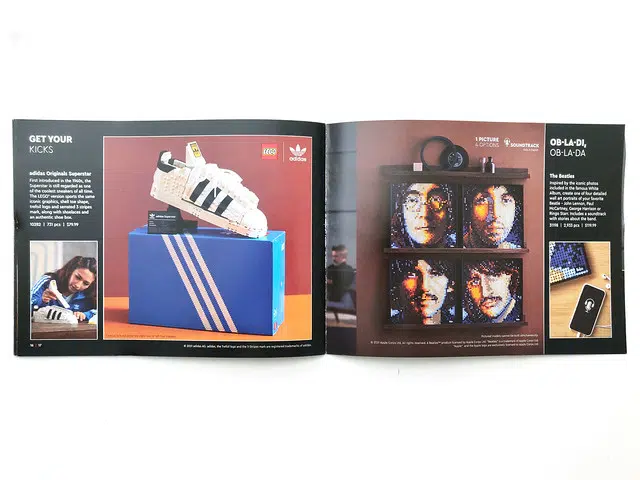 GET YOUR
KICKS
adidas Originals Superstar
First introduced in the 1960s, the
Superstar is still regarded as one
of the coolest sneakers of all time.
The LEGO® version sports the same
iconic graphics, shell toe shape,
trefoil logo and serrated 3 stripes
mark, along with shoelaces and
an authentic shoe box.
10282 | 731 pcs | $79.99
LEGO
adidas
16 | 17
1 PICTURE
4 OPTIONS
SOUNDTRACK
OB-LA-DI,
OB-LA-DA
The Beatles
Inspired by the iconic photos
included in the famous White
Album, create one of four detailed
wall art portraits of your favorite
Beatle – John Lennon, Paul
McCartney, George Harrison or
Ringo Starr. Includes a soundtrack
with stories about the band.
31198 | 2,933 pcs | $119.99